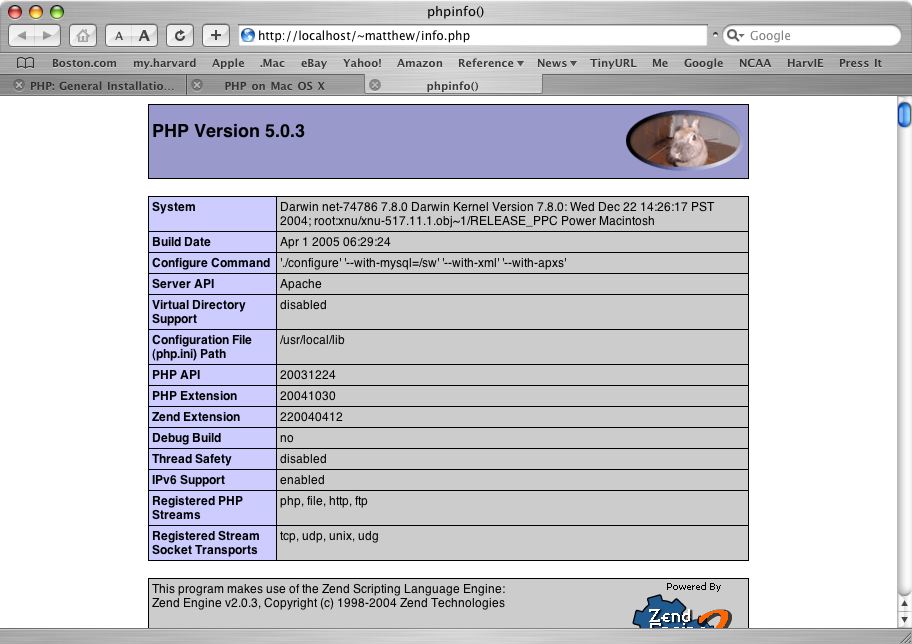 phpinfo()
A A
http://localhost/~matthew/info.php
Google
Boston.com my.harvard Apple .Mac eBay Yahoo! Amazon Reference News TinyURL Me Google NCAA HarvIE Press It
PHP: General Installatio... PHP on Mac OS X phpinfo()
PHP Version 5.0.3
System Darwin net-74786 7.8.0 Darwin Kernel Version 7.8.0: Wed Dec 22 14:26:17 PST
2004; root:xnu/xnu-517.11.1.obj~1/RELEASE_PPC Power Macintosh
Build Date Apr 1 2005 06:29:24
Configure Command './configure' '--with-mysql=/sw' '--with-xml' '--with-apxs'
Server API Apache
Virtual Directory disabled
Support
Configuration File /usr/local/lib
(php.ini) Path
PHP API 20031224
PHP Extension 20041030
Zend Extension 220040412
Debug Build no
Thread Safety disabled
IPv6 Support enabled
Registered PHP php, file, http, ftp
Streams
Registered Stream tcp, udp, unix, udg
Socket Transports
This program makes use of the Zend Scripting Language Engine:
Zend Engine v2.0.3, Copyright (c) 1998-2004 Zend Technologies
Powered By
Zend